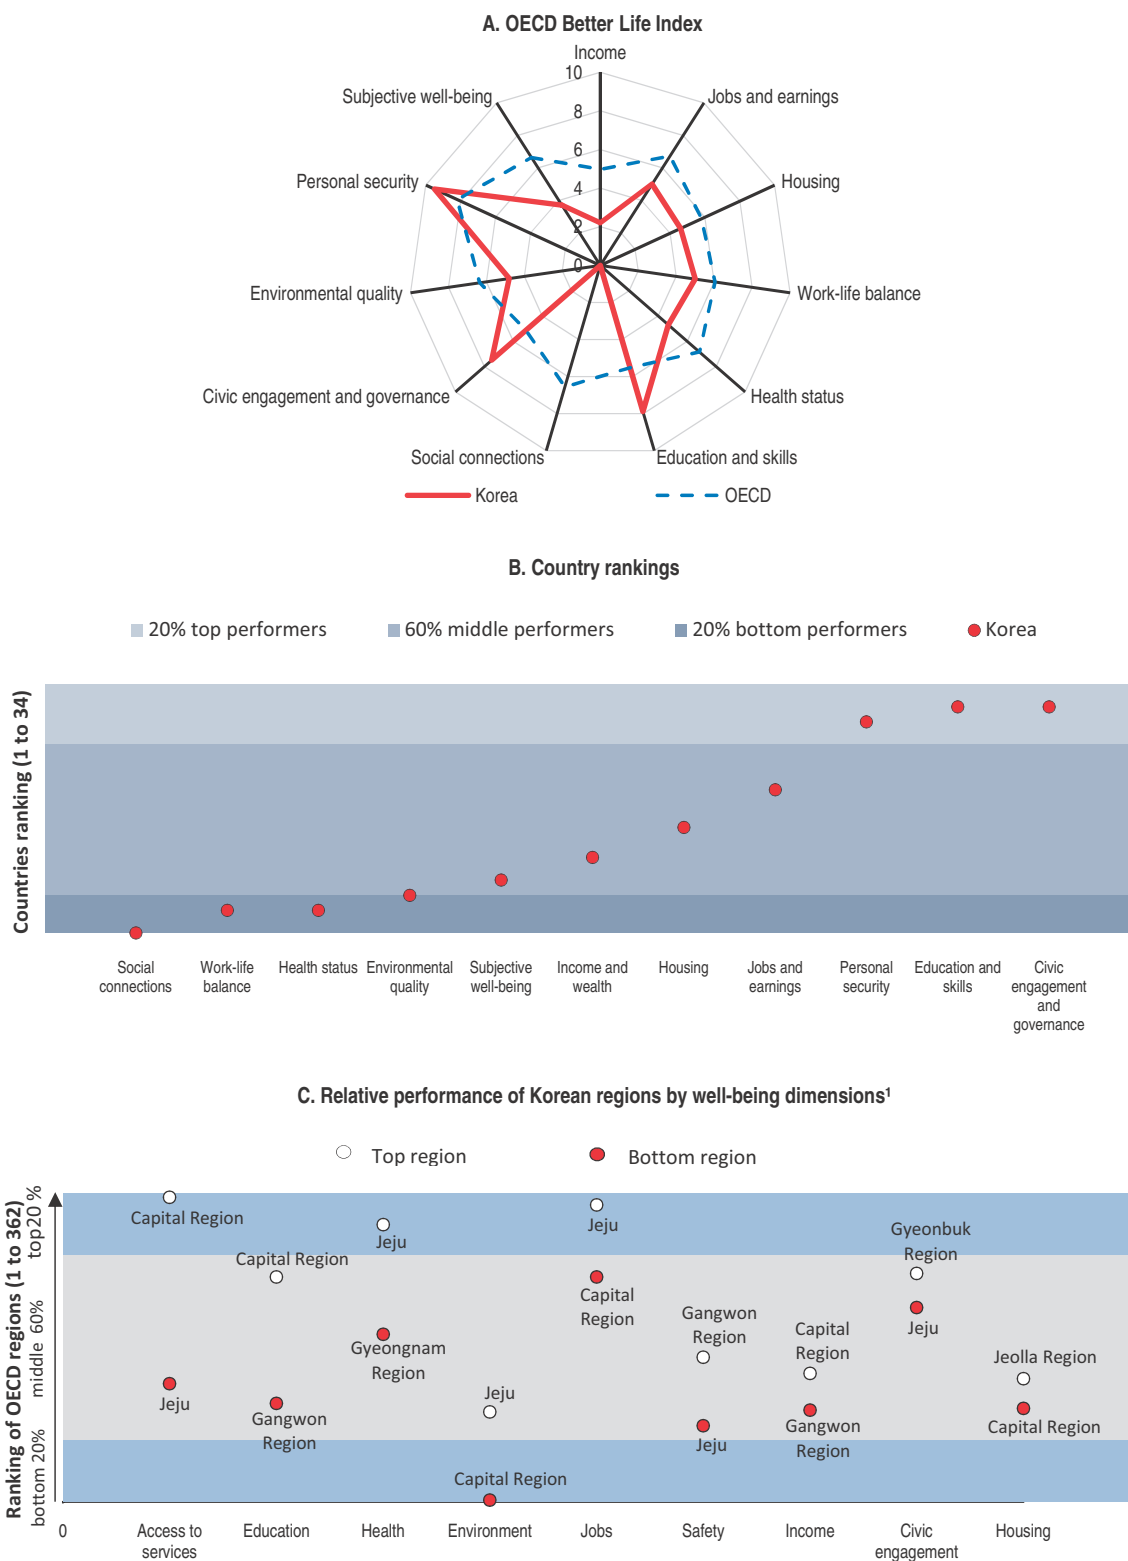 A. OECD Better Life Index
Income
10
Subjective well-being
Jobs and earnings
8
6
Personal security
Housing
4
2
0
Environmental quality
Work-life balance
Civic engagement and governance
Health status
Social connections
Education and skills
Korea
OECD
B. Country rankings
20% top performers
60% middle performers
20% bottom performers
Korea
Countries ranking (1 to 34)
Social
connections
Work-life
balance
Health status
Environmental
quality
Subjective
well-being
Income and
wealth
Housing
Jobs and
earnings
Personal
security
Education and
skills
Civic
engagement
and
governance
C. Relative performance of Korean regions by well-being dimensions¹
Top region
Bottom region
Ranking of OECD regions (1 to 362)
bottom 20%
middle 60%
top20 %
Capital Region
Jeju
Capital Region
Gangwon
Region
Jeju
Gyeongnam
Region
Jeju
Capital Region
Jeju
Capital
Region
Gangwon
Region
Jeju
Capital
Region
Gangwon
Region
Gyeonbuk
Region
Jeju
Jeolla Region
Capital Region
0
Access to
services
Education
Health
Environment
Jobs
Safety
Income
Civic
engagement
Housing